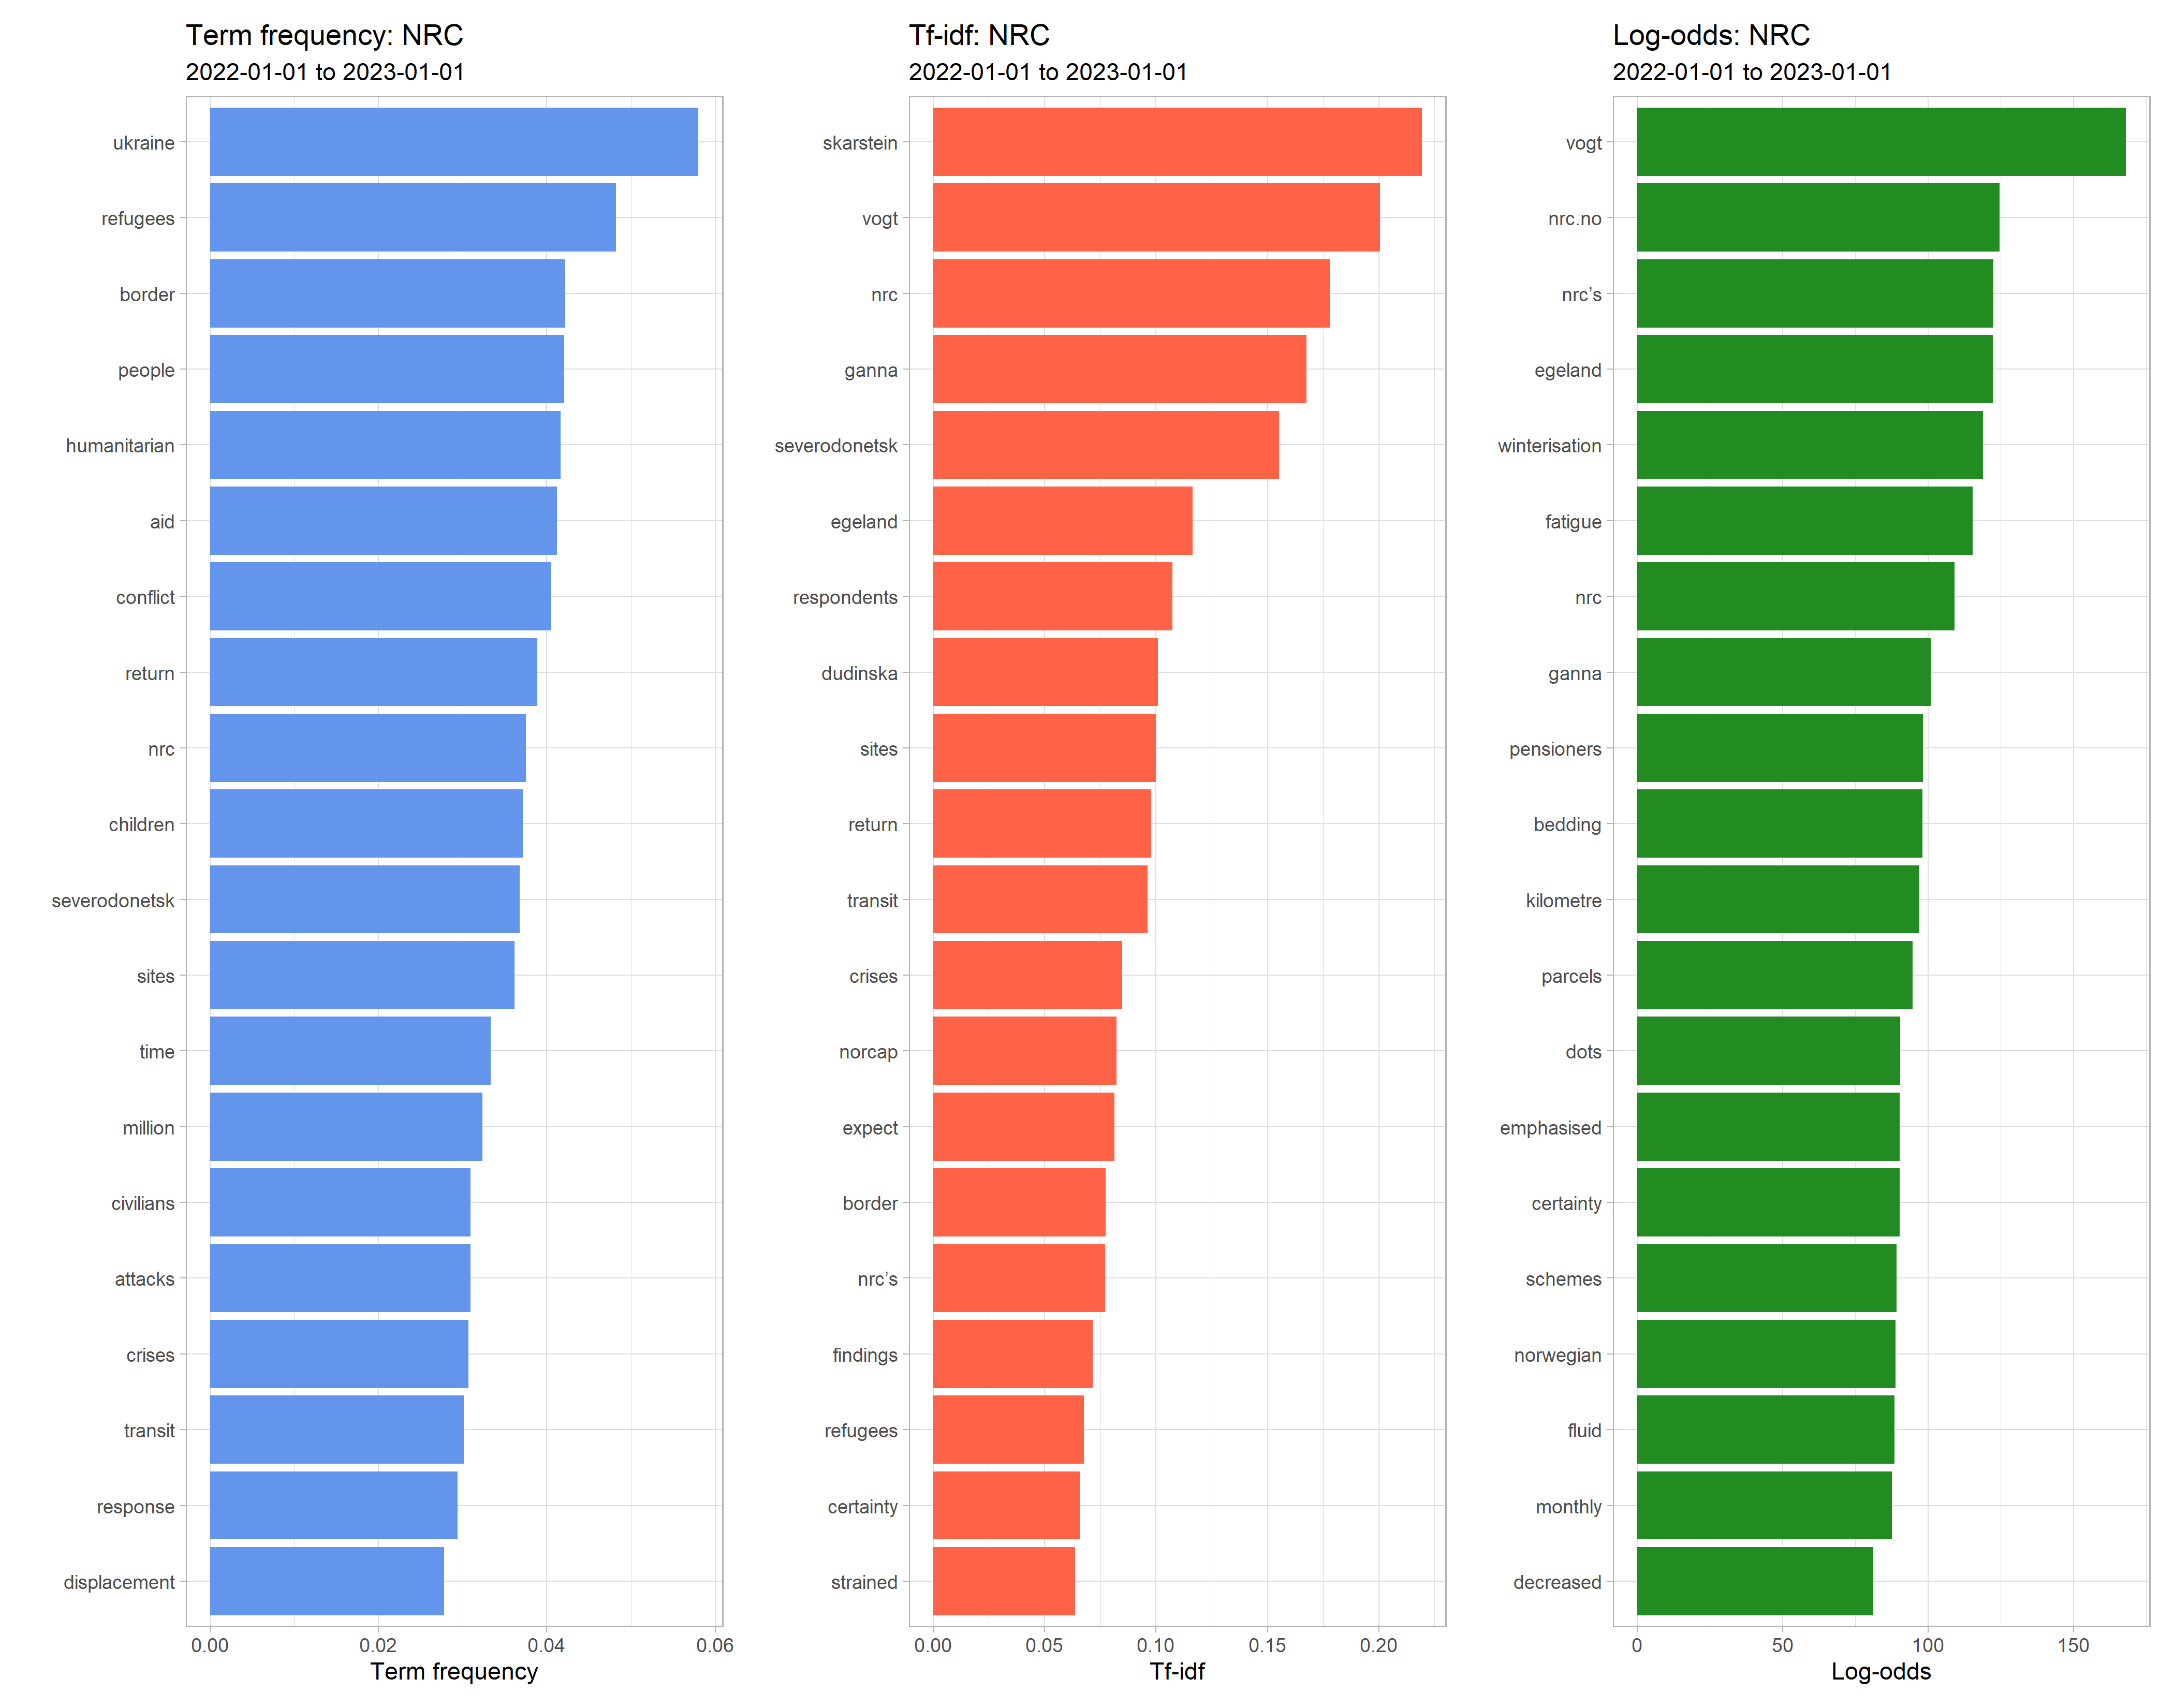 Term frequency: NRC
2022-01-01 to 2023-01-01
ukraine
refugees
border
people
humanitarian
aid
conflict
return
nrc
children
severodonetsk
sites
time
million
civilians
attacks
crises
transit
response
displacement
0.00 0.02 0.04 0.06
Term frequency
Tf-idf: NRC
2022-01-01 to 2023-01-01
skarstein
vogt
nrc
ganna
severodonetsk
egeland
respondents
dudinska
sites
return
transit
crises
norcap
expect
border
nrc’s
findings
refugees
certainty
strained
0.00 0.05 0.10 0.15 0.20
Tf-idf
Log-odds: NRC
2022-01-01 to 2023-01-01
vogt
nrc.no
nrc’s
egeland
winterisation
fatigue
nrc
ganna
pensioners
bedding
kilometre
parcels
dots
emphasised
certainty
schemes
norwegian
fluid
monthly
decreased
0 50 100 150
Log-odds